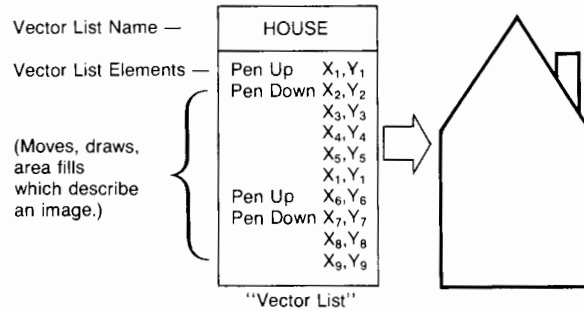 Vector List Name —
HOUSE
Vector List Elements —
Pen Up X₁,Y₁
Pen Down X₂,Y₂
X₃,Y₃
X₄,Y₄
X₅,Y₅
X₁,Y₁
Pen Up X₆,Y₆
Pen Down X₇,Y₇
X₈,Y₈
X₉,Y₉
(Moves, draws,
area fills
which describe
an image.)
"Vector List"